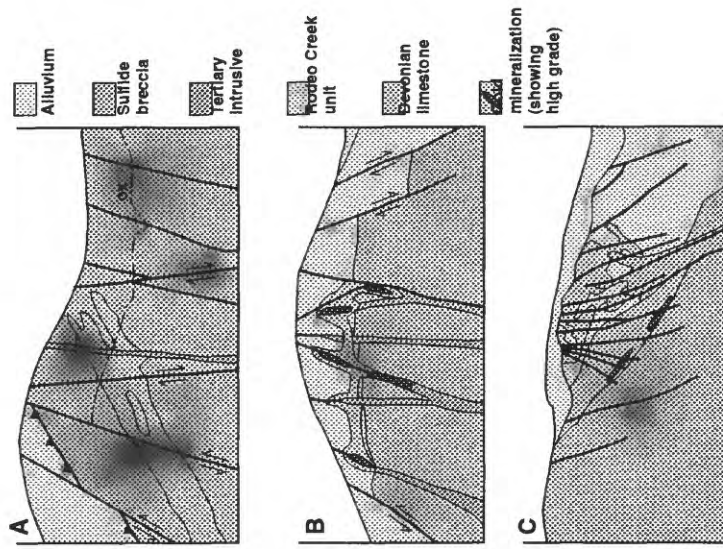 A
B
C
Alluvium
Sulfide
breccia
Tertiary
intrusive
Rodeo Creek
unit
Devonian
limestone
mineralization
(showing
high grade)